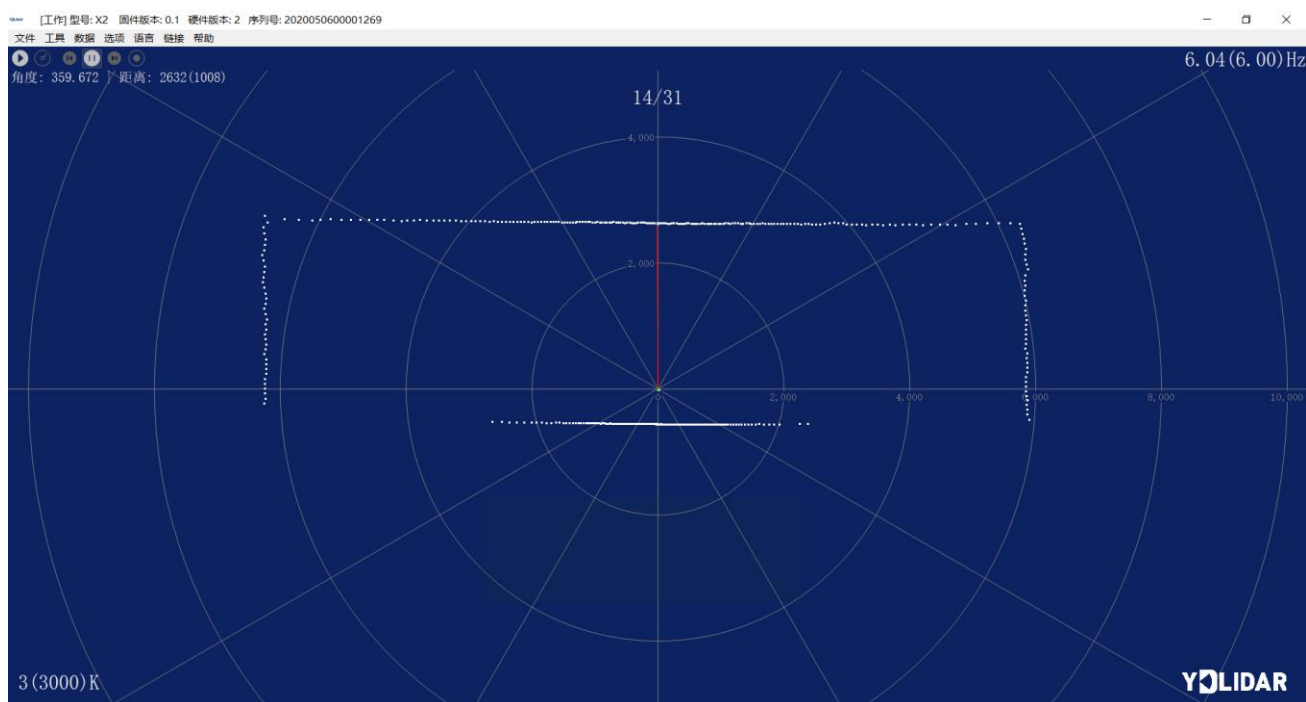 [工作] 型号: X2 固件版本: 0.1 硬件版本: 2 序列号: 2020050600001269
文件 工具 数据 选项 语言 链接 帮助
角度: 359.672 距离: 2632(1008)
6.04(6.00)Hz
14/31
4,000
2,000
0 2,000 4,000 6,000 8,000 10,000
3(3000)K
YDLIDAR